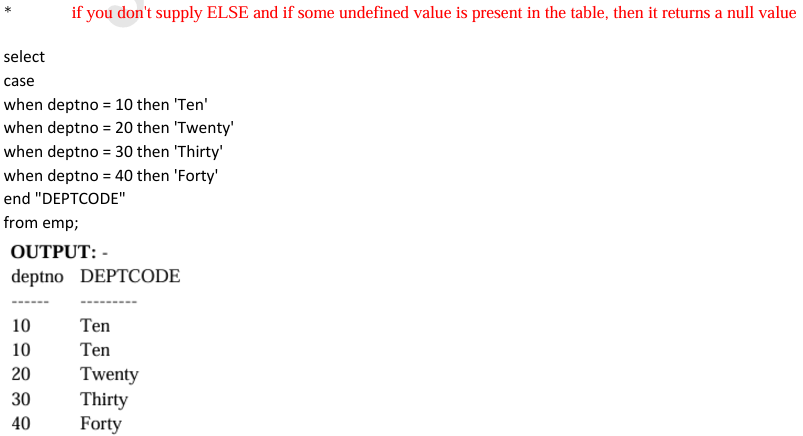 * if you don't supply ELSE and if some undefined value is present in the table, then it returns a null value
select
case
when deptno = 10 then 'Ten'
when deptno = 20 then 'Twenty'
when deptno = 30 then 'Thirty'
when deptno = 40 then 'Forty'
end "DEPTCODE"
from emp;
OUTPUT: -
deptno DEPTCODE
------ ---------
10 Ten
10 Ten
20 Twenty
30 Thirty
40 Forty